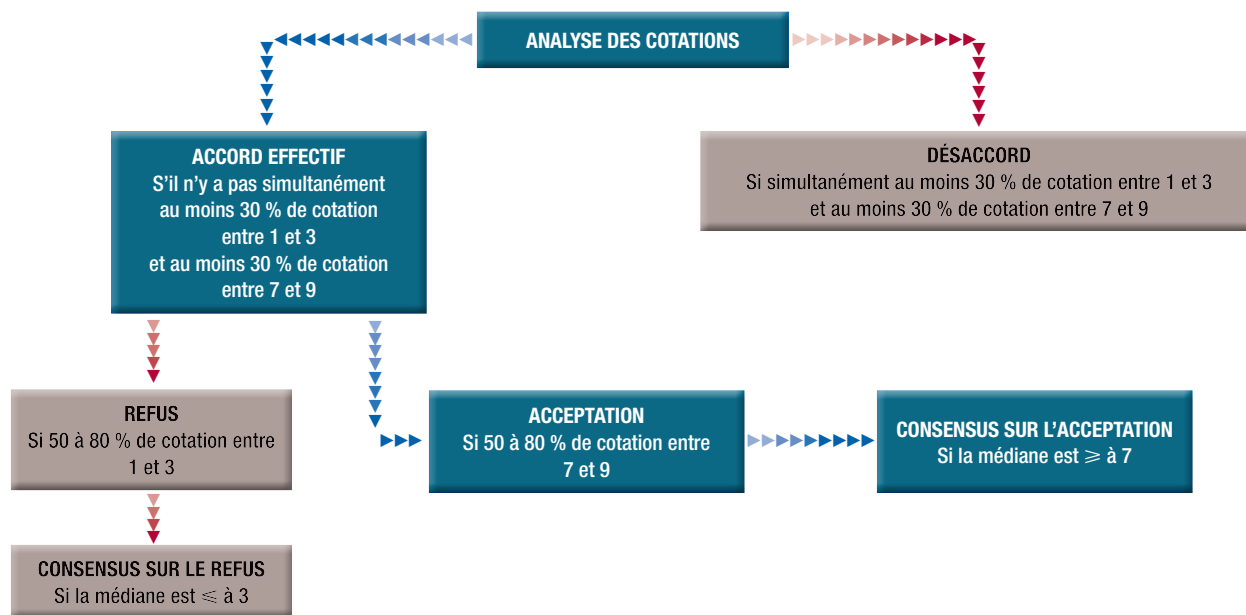 ANALYSE DES COTATIONS
ACCORD EFFECTIF
S’il n’y a pas simultanément
au moins 30 % de cotation
entre 1 et 3
et au moins 30 % de cotation
entre 7 et 9
DÉSACCORD
Si simultanément au moins 30 % de cotation entre 1 et 3
et au moins 30 % de cotation entre 7 et 9
REFUS
Si 50 à 80 % de cotation entre
1 et 3
ACCEPTATION
Si 50 à 80 % de cotation entre
7 et 9
CONSENSUS SUR L’ACCEPTATION
Si la médiane est ⩾ à 7
CONSENSUS SUR LE REFUS
Si la médiane est ⩽ à 3